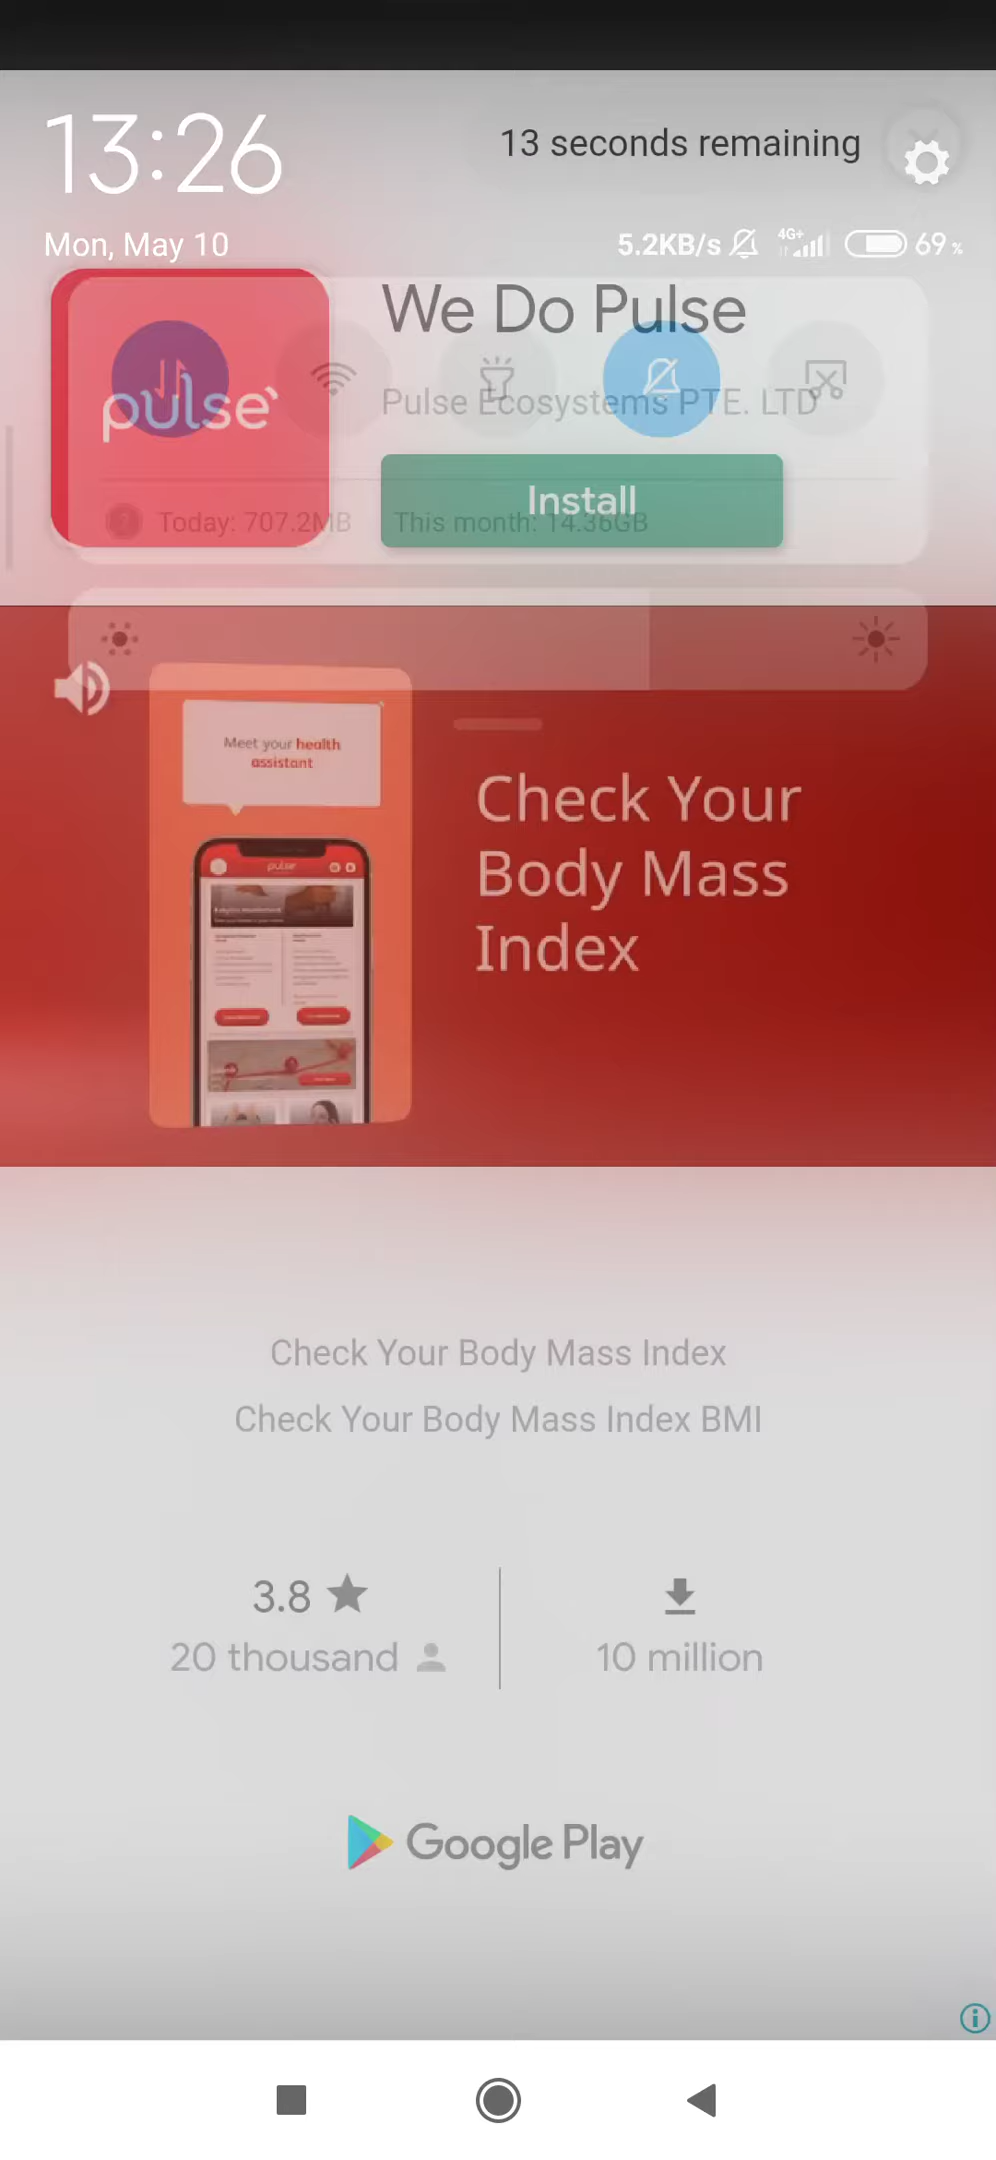 13:26
13 seconds remaining
Mon, May 10
5.2KB/s
4G+
69 %
We Do Pulse
pulse
Pulse Ecosystems PTE. LTD
Install
Today: 707.2MB
This month: 14.36GB
Meet your health
assistant
pulse
Check Your
Body Mass
Index
Check Your Body Mass Index
Check Your Body Mass Index BMI
3.8
20 thousand
10 million
Google Play